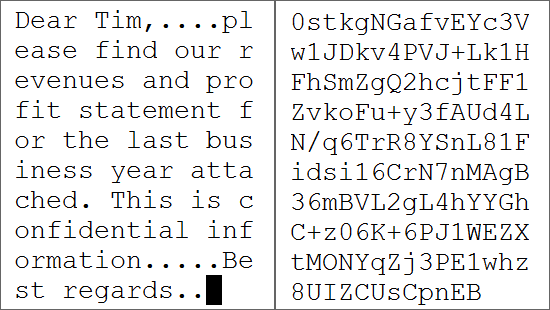 Dear Tim,....pl
ease find our r
evenues and pro
fit statement f
or the last bus
iness year atta
ched. This is c
onfidential inf
ormation.....Be
st regards..
0stkgNGafvEYc3V
w1JDkv4PVJ+Lk1H
FhSmZgQ2hcjtFF1
ZvkoFu+y3fAUd4L
N/q6TrR8YSnL81F
idsi16CrN7nMAgB
36mBVL2gL4hYYGh
C+z06K+6PJ1WEZX
tMONYqZj3PE1whz
8UIZCUsCpnEB